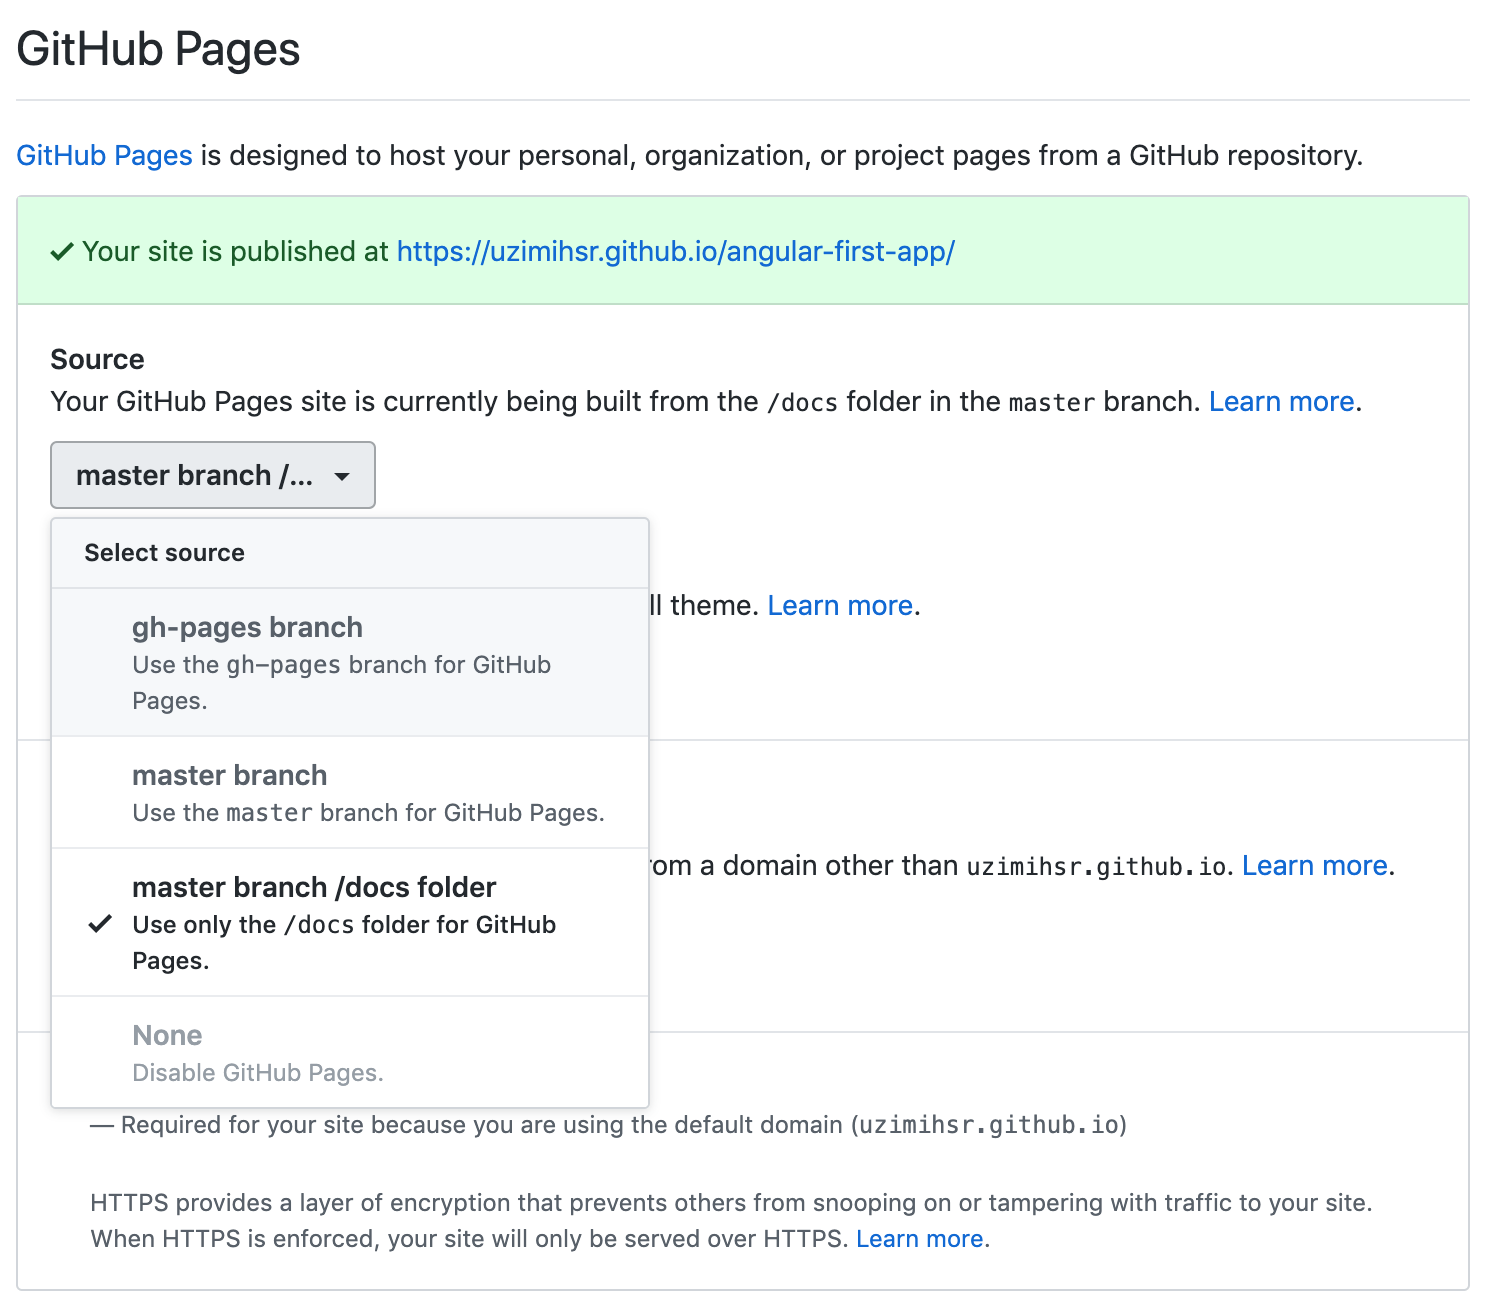 GitHub Pages
GitHub Pages is designed to host your personal, organization, or project pages from a GitHub repository.
Your site is published at https://uzimihsr.github.io/angular-first-app/
Source
Your GitHub Pages site is currently being built from the /docs folder in the master branch. Learn more.
master branch /...
Select source
gh-pages branch
Use the gh-pages branch for GitHub
Pages.
master branch
Use the master branch for GitHub Pages.
master branch /docs folder
Use only the /docs folder for GitHub
Pages.
None
Disable GitHub Pages.
theme. Learn more.
a domain other than uzimihsr.github.io. Learn more.
— Required for your site because you are using the default domain (uzimihsr.github.io)
HTTPS provides a layer of encryption that prevents others from snooping on or tampering with traffic to your site.
When HTTPS is enforced, your site will only be served over HTTPS. Learn more.